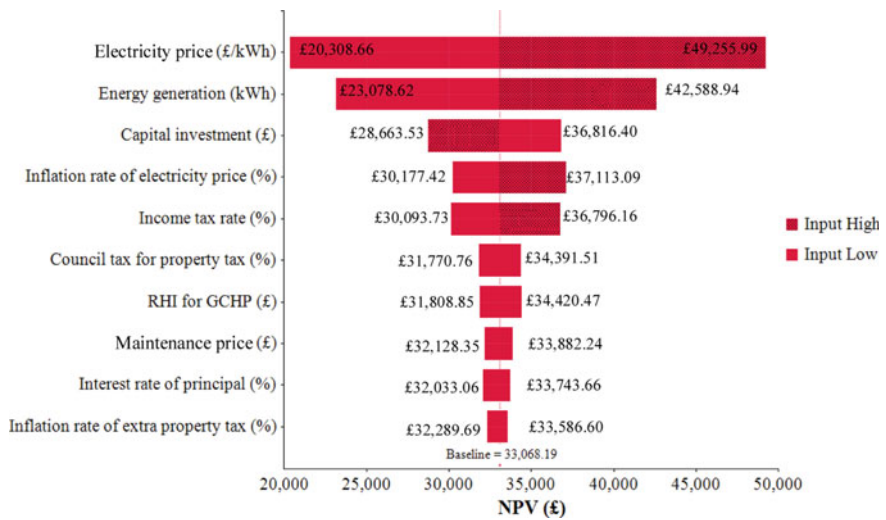 Electricity price (£/kWh) £20,308.66 £49,255.99
Energy generation (kWh) £23,078.62 £42,588.94
Capital investment (£) £28,663.53 £36,816.40
Inflation rate of electricity price (%) £30,177.42 £37,113.09
Income tax rate (%) £30,093.73 £36,796.16
Input High
Input Low
Council tax for property tax (%) £31,770.76 £34,391.51
RHI for GCHP (£) £31,808.85 £34,420.47
Maintenance price (£) £32,128.35 £33,882.24
Interest rate of principal (%) £32,033.06 £33,743.66
Inflation rate of extra property tax (%) £32,289.69 £33,586.60
Baseline = 33,068.19
20,000 25,000 30,000 35,000 40,000 45,000 50,000
NPV (£)